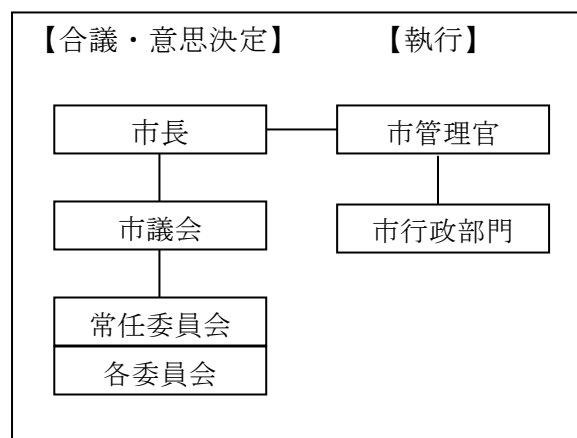 【合議・意思決定】 【執行】
市長 市管理官
市議会 市行政部門
常任委員会
各委員会